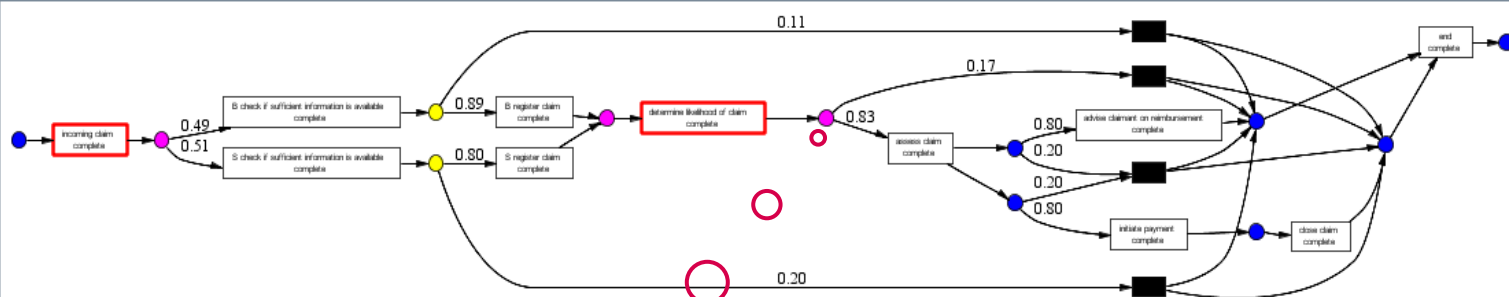 0.11
end
complete
0.17
B check if sufficient information is available
complete
0.89
B register claim
complete
determine likelihood of claim
complete
0.83
advise claimant on reimbursement
complete
0.80
incoming claim
complete
0.49
0.51
assess claim
complete
0.20
S check if sufficient information is available
complete
0.80
S register claim
complete
0.20
0.80
initiate payment
complete
close claim
complete
0.20